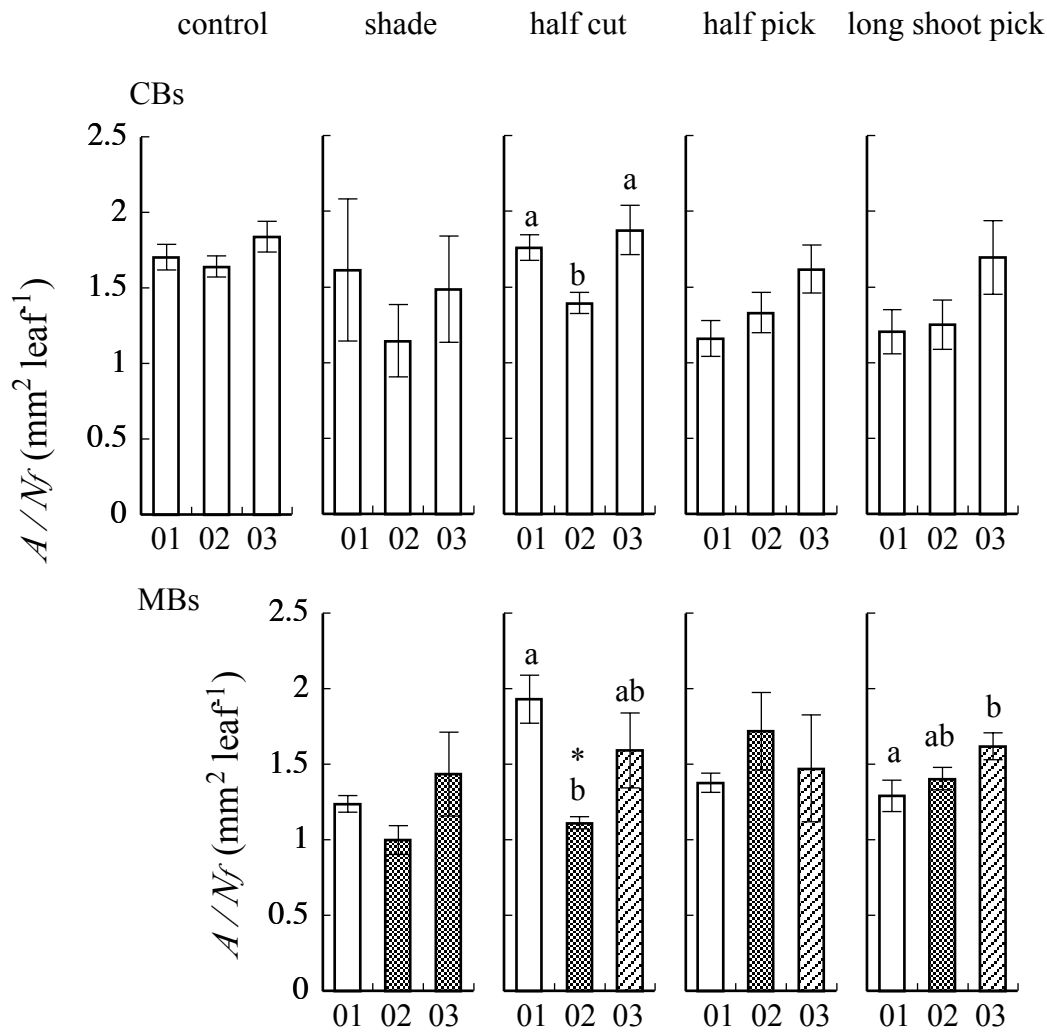 control shade half cut half pick long shoot pick
CBs
A / Nf (mm² leaf⁻¹)
2.5
2
1.5
1
0.5
0
a
b
a
01 02 03 01 02 03 01 02 03 01 02 03 01 02 03
MBs
A / Nf (mm² leaf⁻¹)
2.5
2
1.5
1
0.5
0
a
*
b
ab
a
ab
b
01 02 03 01 02 03 01 02 03 01 02 03